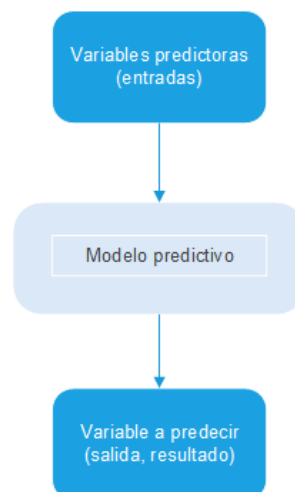 Variables predictoras
(entradas)
Modelo predictivo
Variable a predecir
(salida, resultado)